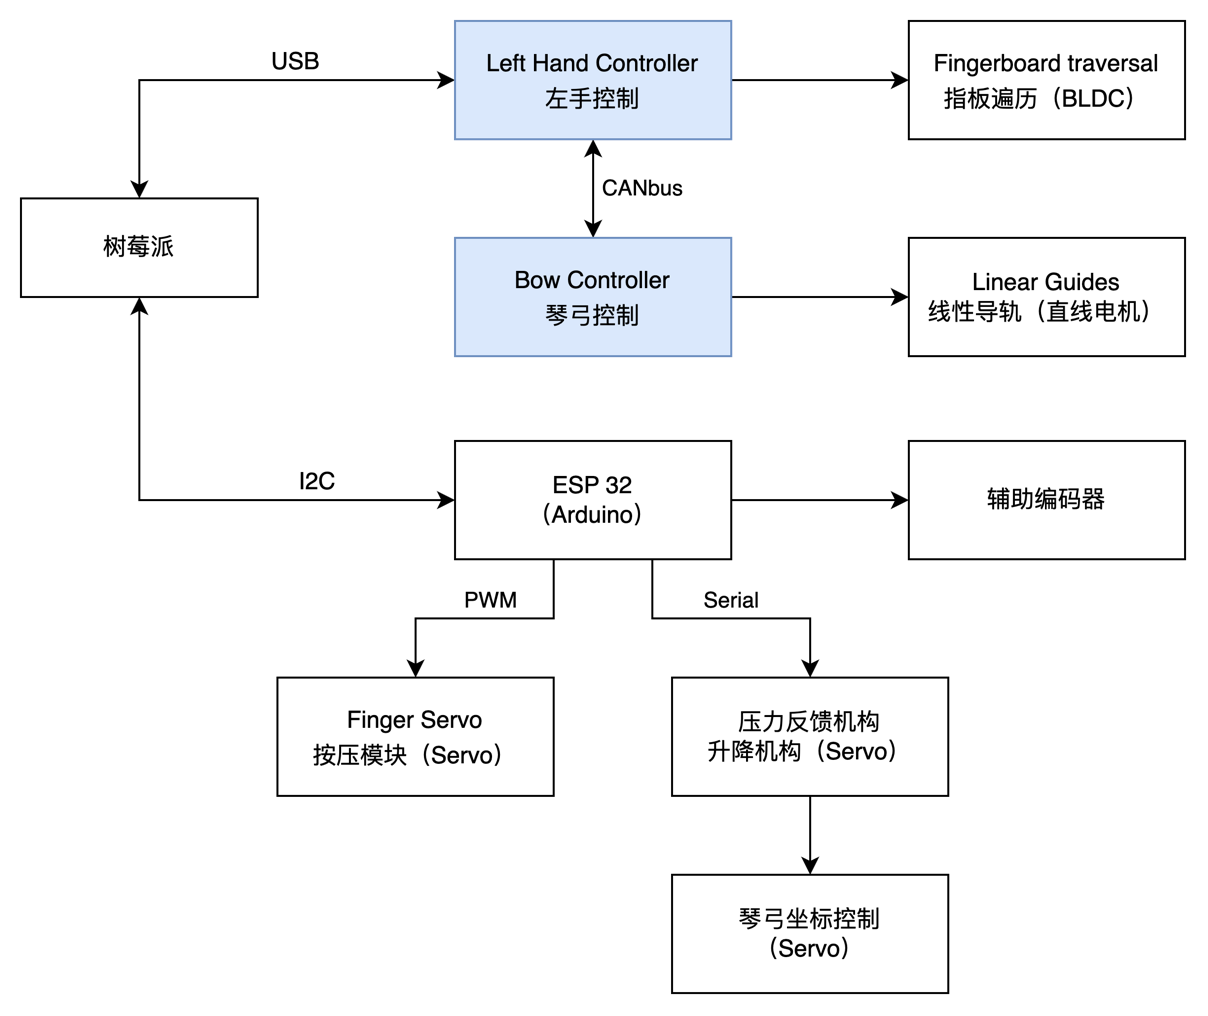 USB
Left Hand Controller
左手控制
Fingerboard traversal
指板遍历（BLDC）
CANbus
树莓派
Bow Controller
琴弓控制
Linear Guides
线性导轨（直线电机）
I2C
ESP 32
（Arduino）
辅助编码器
PWM
Serial
Finger Servo
按压模块（Servo）
压力反馈机构
升降机构（Servo）
琴弓坐标控制
（Servo）